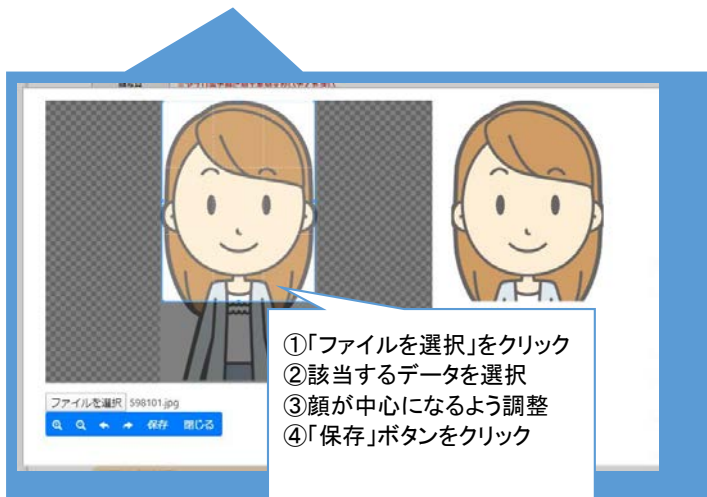 ①「ファイルを選択」をクリック
②該当するデータを選択
③顔が中心になるよう調整
④「保存」ボタンをクリック
ファイルを選択 598101.jpg
保存 閉じる